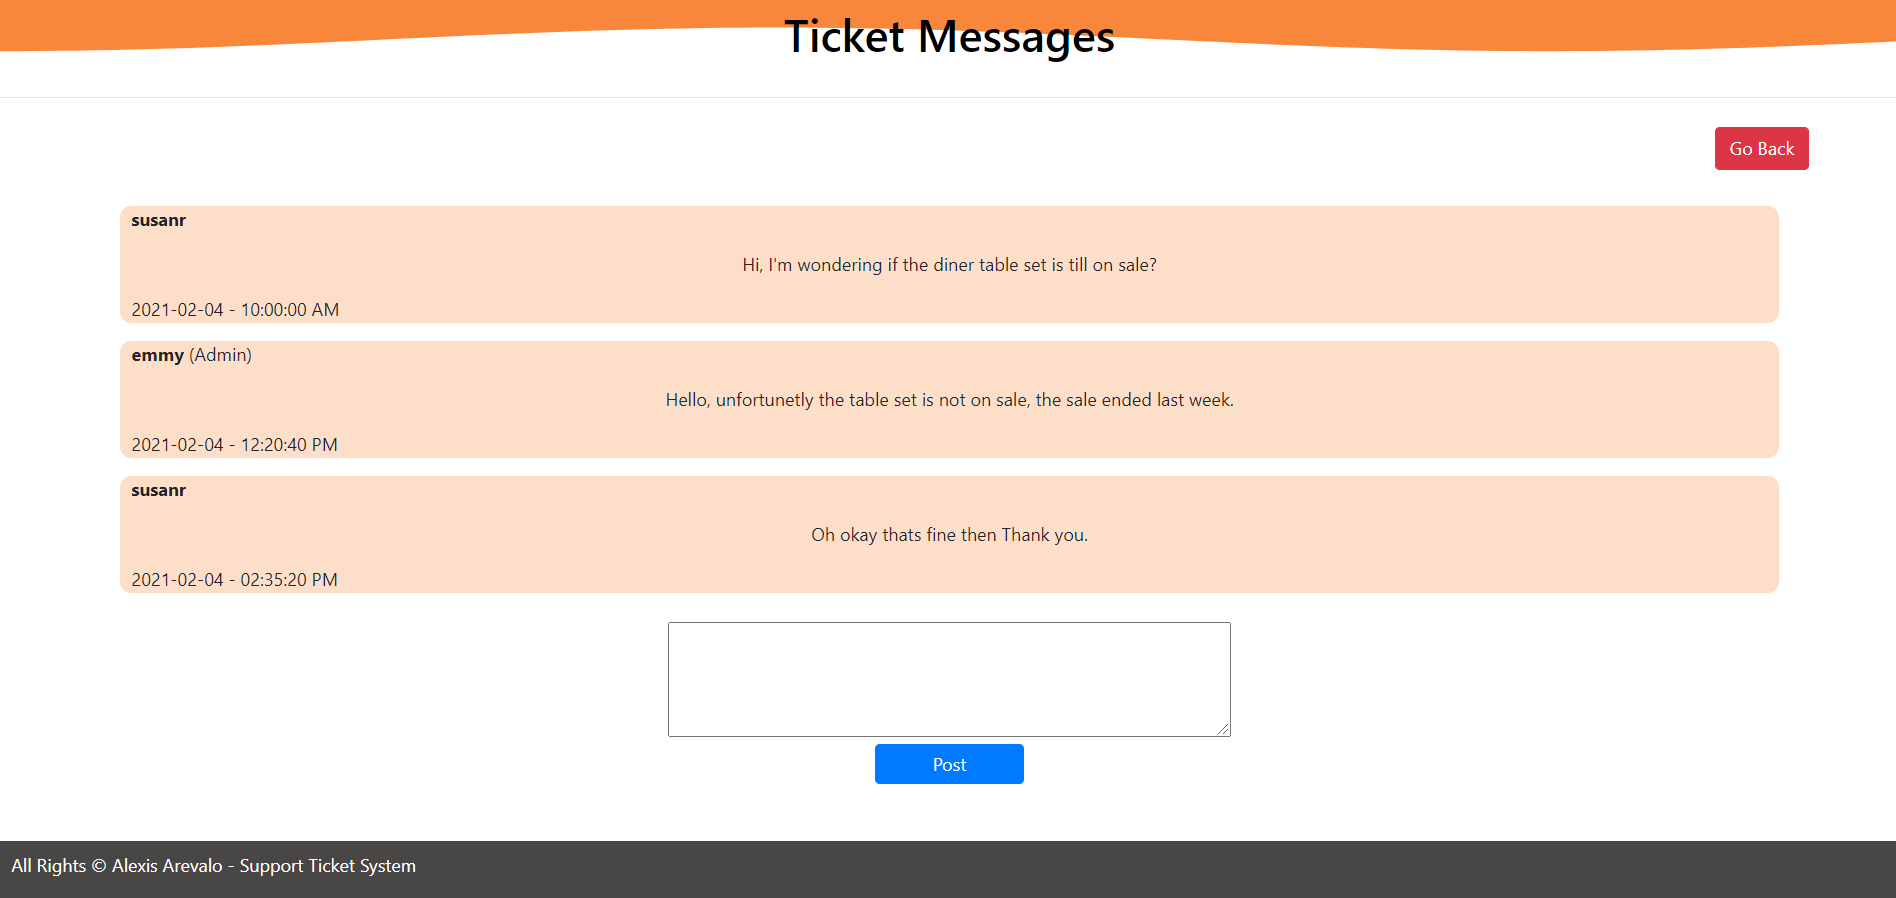 Ticket Messages
Go Back
susanr
Hi, I'm wondering if the diner table set is till on sale?
2021-02-04 - 10:00:00 AM
emmy (Admin)
Hello, unfortunetly the table set is not on sale, the sale ended last week.
2021-02-04 - 12:20:40 PM
susanr
Oh okay thats fine then Thank you.
2021-02-04 - 02:35:20 PM
Post
All Rights © Alexis Arevalo - Support Ticket System